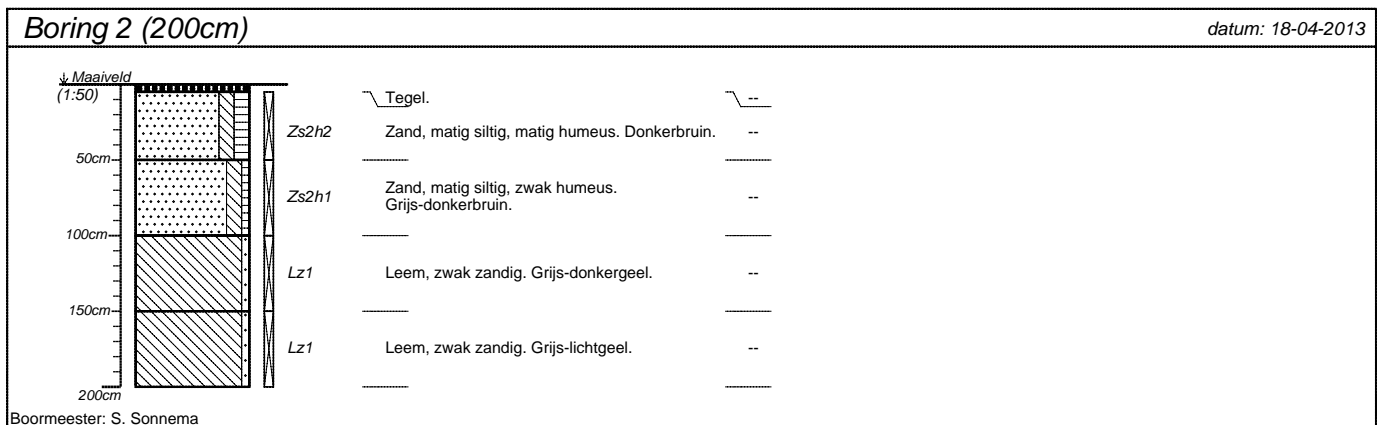 Boring 2 (200cm) datum: 18-04-2013
Maaiveld
(1:50) Tegel. --
Zs2h2 Zand, matig siltig, matig humeus. Donkerbruin. --
50cm
Zs2h1 Zand, matig siltig, zwak humeus. --
Grijs-donkerbruin.
100cm
Lz1 Leem, zwak zandig. Grijs-donkergeel. --
150cm
Lz1 Leem, zwak zandig. Grijs-lichtgeel. --
200cm
Boormeester: S. Sonnema